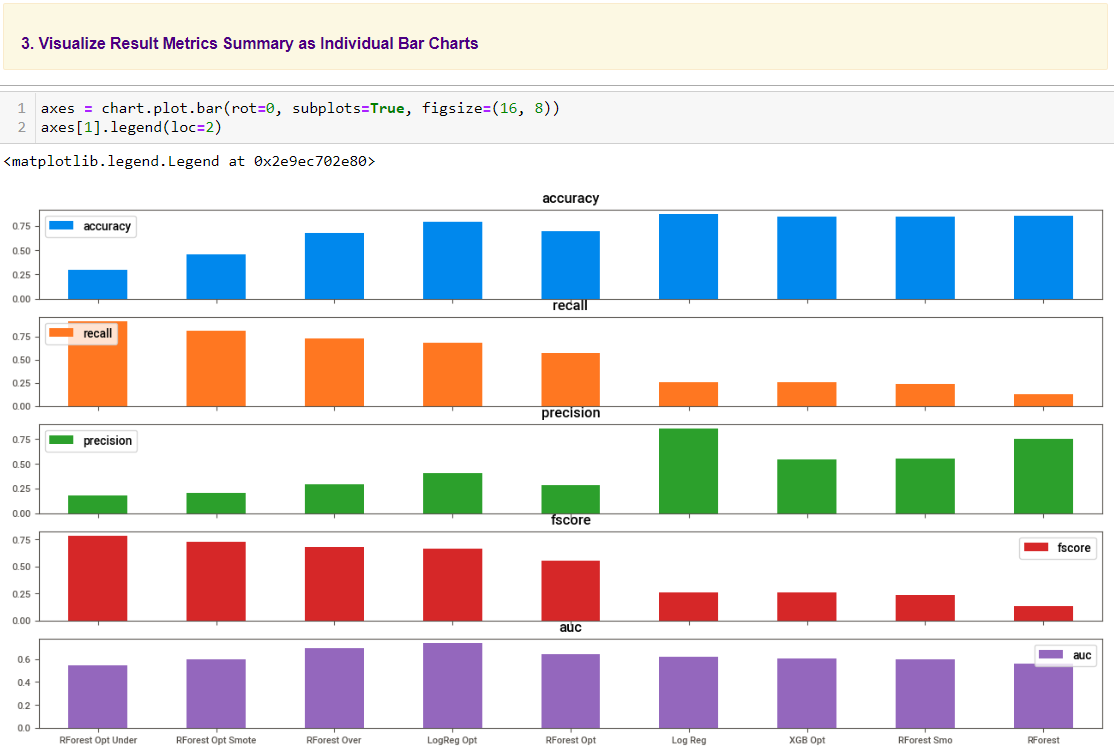 3. Visualize Result Metrics Summary as Individual Bar Charts
1 axes = chart.plot.bar(rot=0, subplots=True, figsize=(16, 8))
2 axes[1].legend(loc=2)
<matplotlib.legend.Legend at 0x2e9ec702e80>
accuracy
accuracy
0.75
0.50
0.25
0.00
recall
recall
0.75
0.50
0.25
0.00
precision
precision
0.75
0.50
0.25
0.00
fscore
fscore
0.75
0.50
0.25
0.00
auc
auc
0.6
0.4
0.2
0.0
RForest Opt Under RForest Opt Smote RForest Over LogReg Opt RForest Opt Log Reg XGB Opt RForest Smo RForest